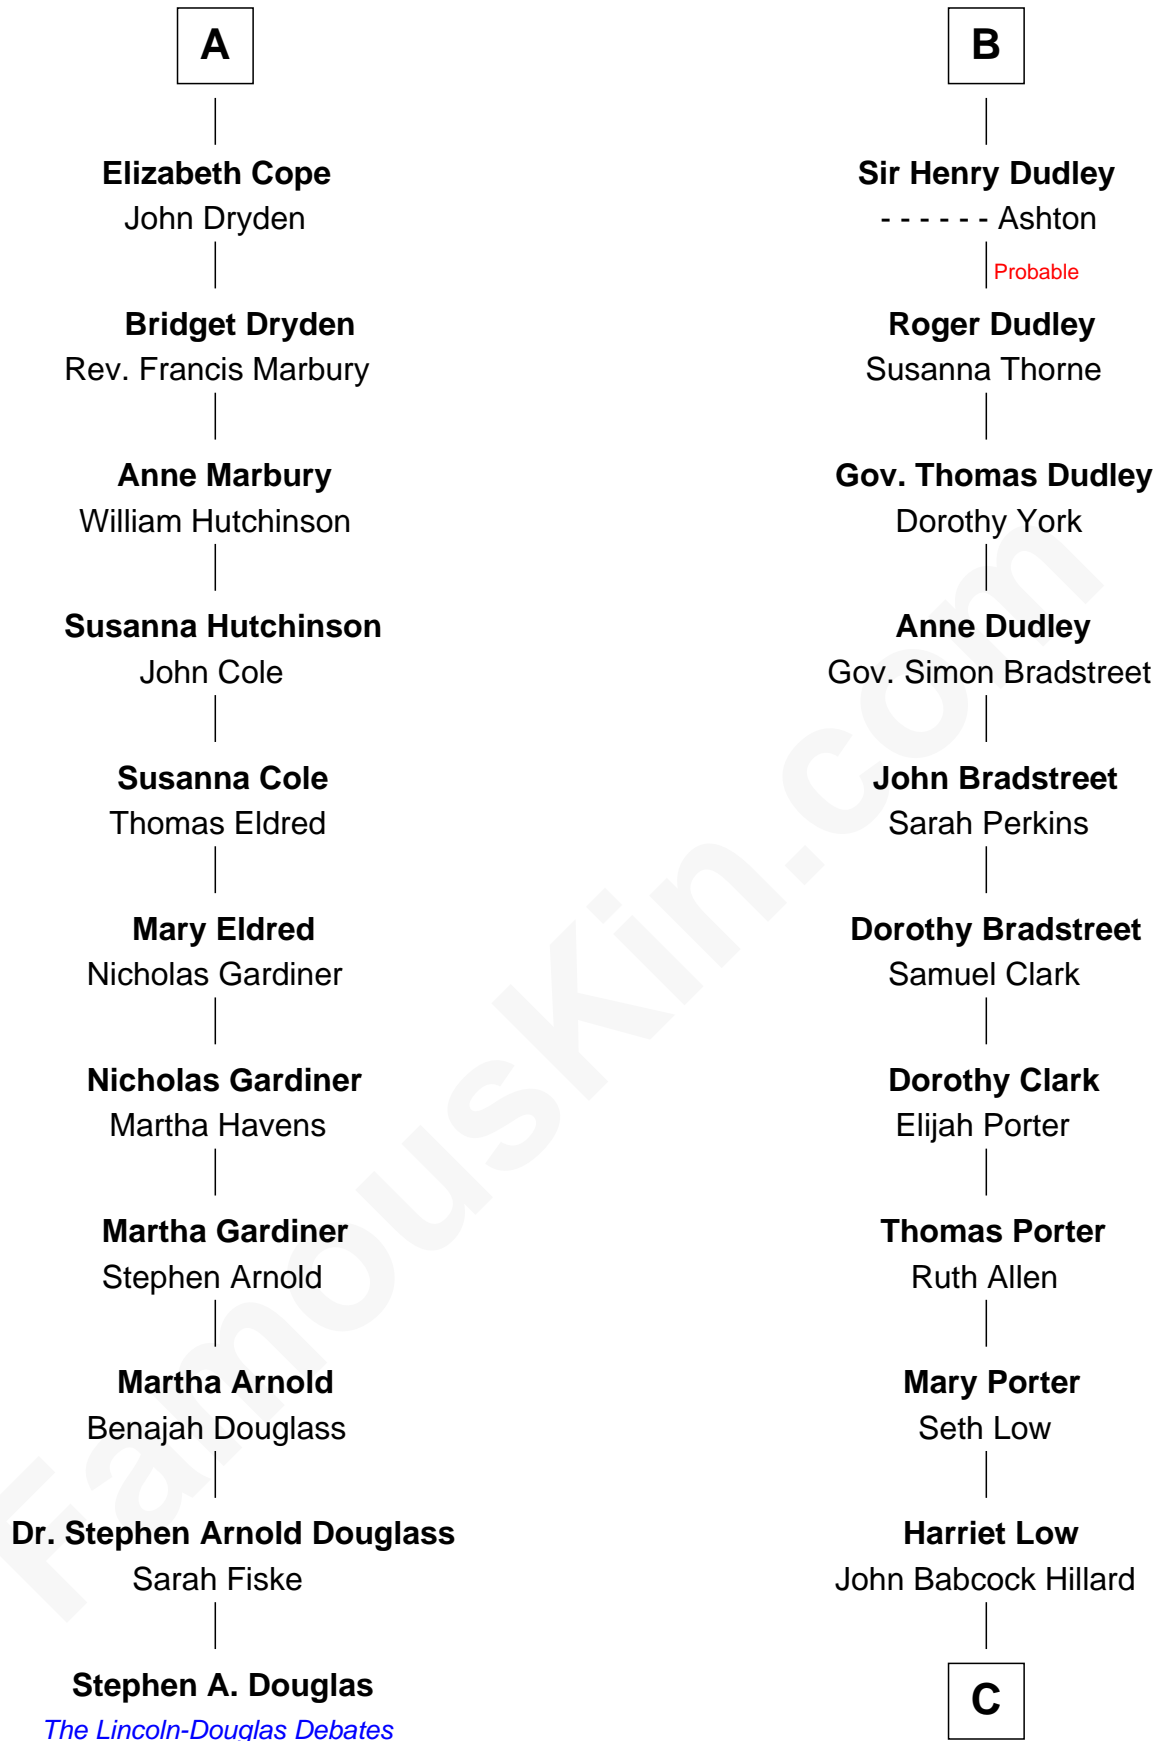 A
Elizabeth Cope
John Dryden
Bridget Dryden
Rev. Francis Marbury
Anne Marbury
William Hutchinson
Susanna Hutchinson
John Cole
Susanna Cole
Thomas Eldred
Mary Eldred
Nicholas Gardiner
Nicholas Gardiner
Martha Havens
Martha Gardiner
Stephen Arnold
Martha Arnold
Benajah Douglass
Dr. Stephen Arnold Douglass
Sarah Fiske
Stephen A. Douglas
The Lincoln-Douglas Debates
B
Sir Henry Dudley
- - - - - - Ashton
Probable
Roger Dudley
Susanna Thorne
Gov. Thomas Dudley
Dorothy York
Anne Dudley
Gov. Simon Bradstreet
John Bradstreet
Sarah Perkins
Dorothy Bradstreet
Samuel Clark
Dorothy Clark
Elijah Porter
Thomas Porter
Ruth Allen
Mary Porter
Seth Low
Harriet Low
John Babcock Hillard
C
FamousKin.com